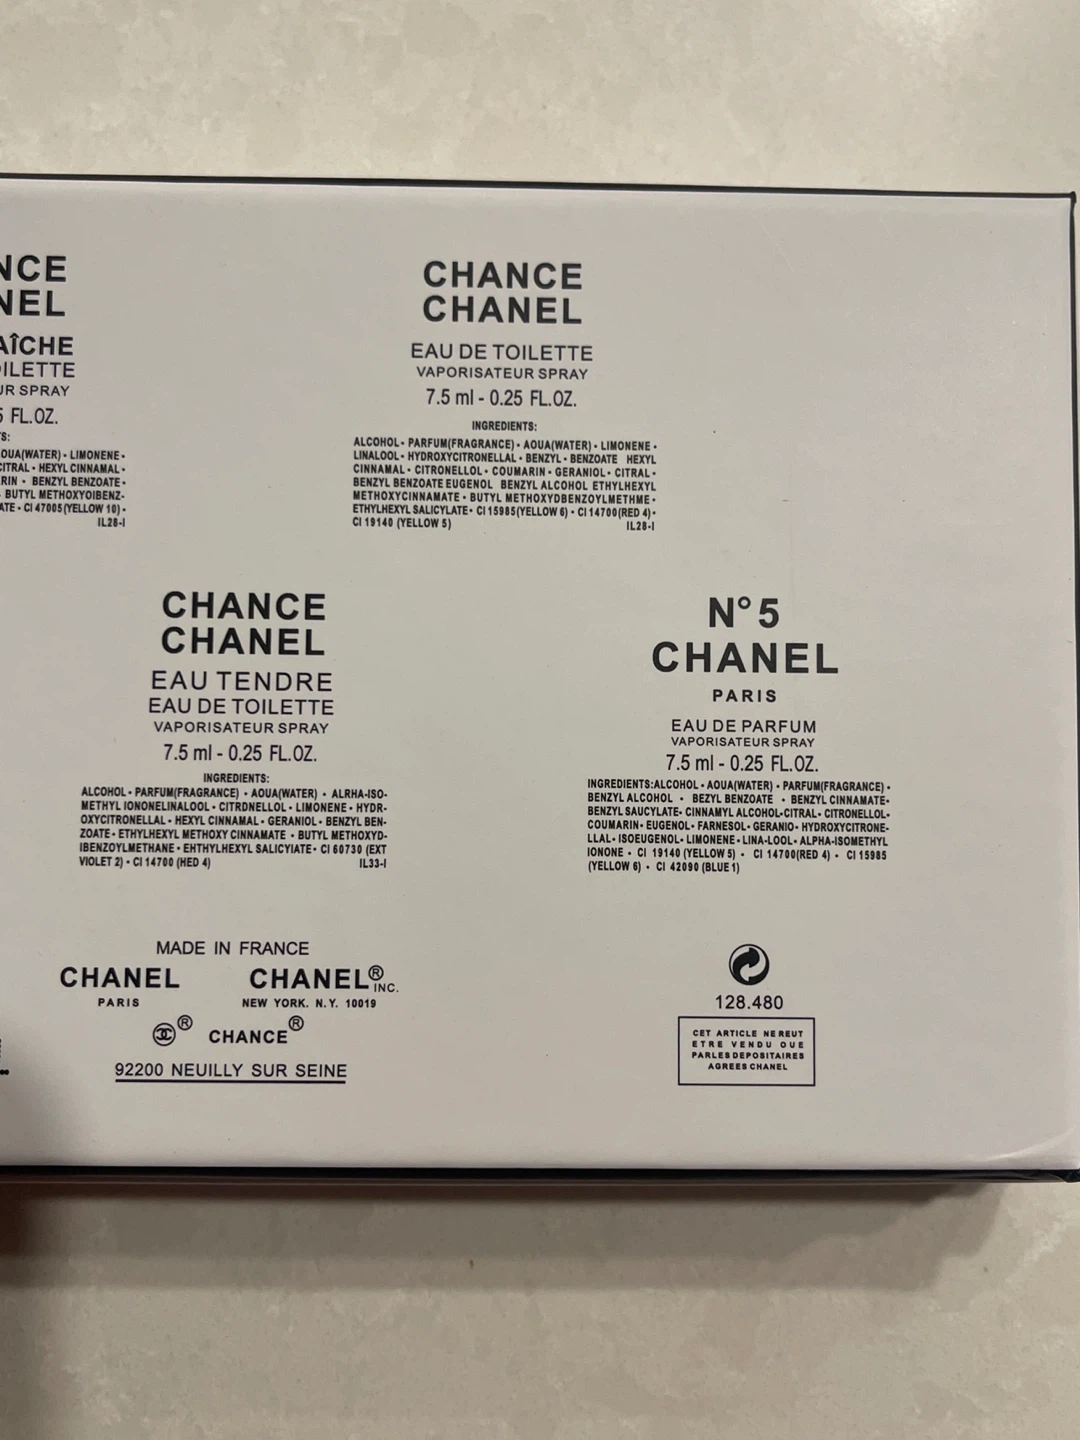 NCE
NEL
AÎCHE
OILETTE
UR SPRAY
5 FL.OZ.
S:
OUA(WATER) • LIMONENE •
CITRAL • HEXYL CINNAMAL •
RIN • BENZYL BENZOATE •
• BUTYL METHOXYOIBENZ-
ATE • CI 47005(YELLOW 10) •
IL28-I
CHANCE
CHANEL
EAU DE TOILETTE
VAPORISATEUR SPRAY
7.5 ml - 0.25 FL.OZ.
INGREDIENTS:
ALCOHOL • PARFUM(FRAGRANCE) • AOUA(WATER) • LIMONENE •
LINALOOL • HYDROXYCITRONELLAL • BENZYL • BENZOATE HEXYL
CINNAMAL • CITRONELLOL • COUMARIN • GERANIOL • CITRAL •
BENZYL BENZOATE EUGENOL BENZYL ALCOHOL ETHYLHEXYL
METHOXYCINNAMATE • BUTYL METHOXYDBENZOYLMETHME •
ETHYLHEXYL SALICYLATE • CI 15985(YELLOW 6) • CI 14700(RED 4) •
CI 19140 (YELLOW 5) IL28-I
CHANCE
CHANEL
EAU TENDRE
EAU DE TOILETTE
VAPORISATEUR SPRAY
7.5 ml - 0.25 FL.OZ.
INGREDIENTS:
ALCOHOL • PARFUM(FRAGRANCE) • AOUA(WATER) • ALRHA-ISO-
METHYL IONONELINALOOL • CITRDNELLOL • LIMONENE • HYDR-
OXYCITRONELLAL • HEXYL CINNAMAL • GERANIOL • BENZYL BEN-
ZOATE • ETHYLHEXYL METHOXY CINNAMATE • BUTYL METHOXYD-
IBENZOYLMETHANE • EHTHYLHEXYL SALICYIATE • CI 60730 (EXT
VIOLET 2) • CI 14700 (HED 4) IL33-I
N° 5
CHANEL
PARIS
EAU DE PARFUM
VAPORISATEUR SPRAY
7.5 ml - 0.25 FL.OZ.
INGREDIENTS:ALCOHOL • AOUA(WATER) • PARFUM(FRAGRANCE) •
BENZYL ALCOHOL • BEZYL BENZOATE • BENZYL CINNAMATE•
BENZYL SAUCYLATE• CINNAMYL ALCOHOL•CITRAL • CITRONELLOL•
COUMARIN• EUGENOL• FARNESOL• GERANIO• HYDROXYCITRONE-
LLAL• ISOEUGENOL• LIMONENE • LINA-LOOL• ALPHA-ISOMETHYL
IONONE • CI 19140 (YELLOW 5) • CI 14700(RED 4) • CI 15985
(YELLOW 6) • CI 42090 (BLUE 1)
MADE IN FRANCE
CHANEL CHANEL® INC.
PARIS NEW YORK. N.Y. 10019
® CHANCE®
92200 NEUILLY SUR SEINE
128.480
CET ARTICLE NE REUT
ETRE VENDU OUE
PARLES DEPOSITAIRES
AGREES CHANEL